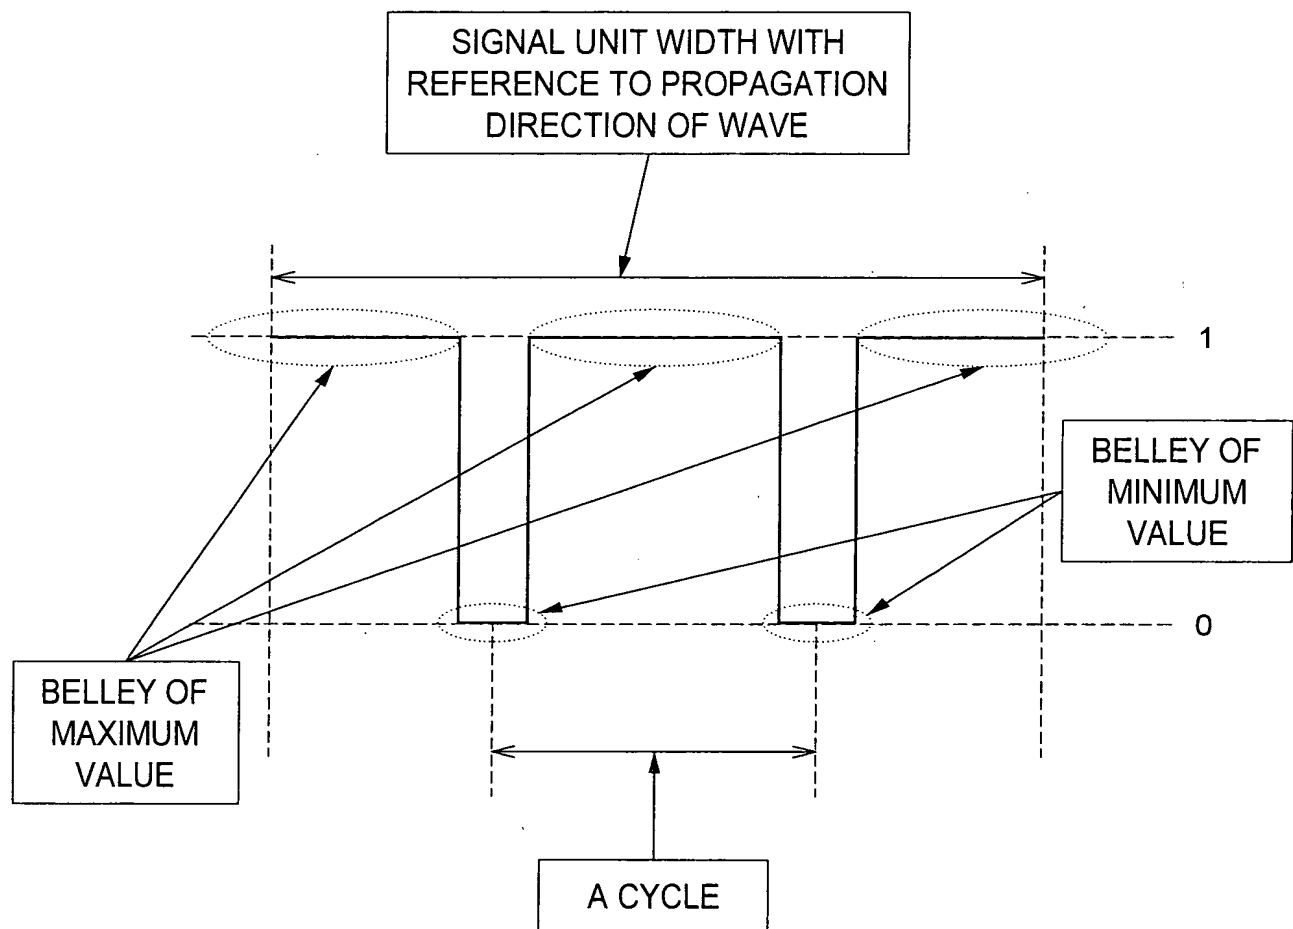 SIGNAL UNIT WIDTH WITH
REFERENCE TO PROPAGATION
DIRECTION OF WAVE
1
BELLEY OF
MINIMUM
VALUE
0
BELLEY OF
MAXIMUM
VALUE
A CYCLE